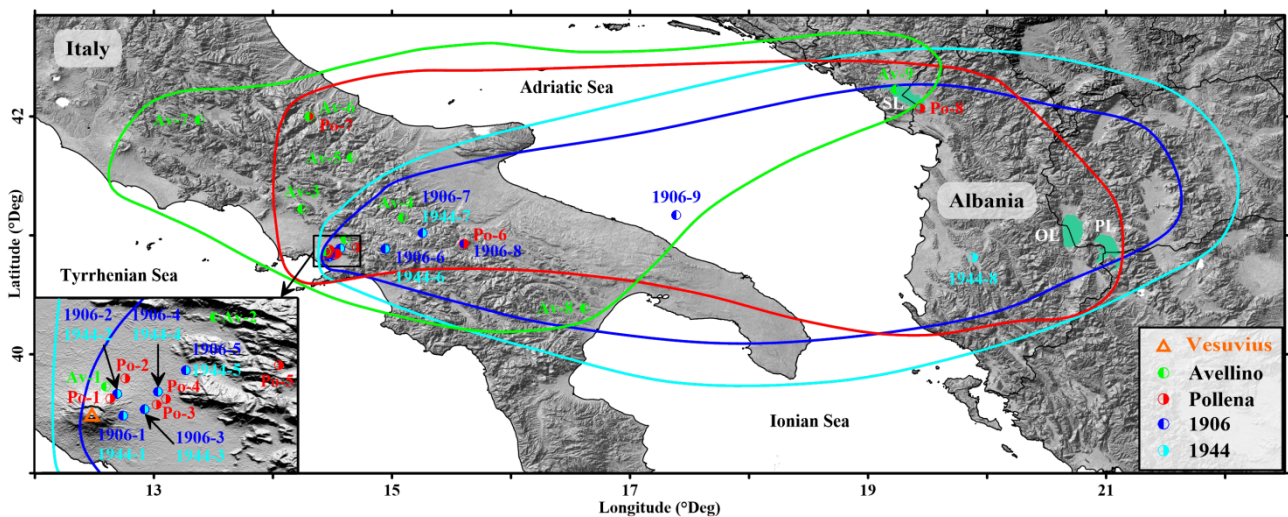 Italy
Adriatic Sea
Av-9
SL
Po-8
Av-6
Po-7
Av-7
42
Av-5
Av-3
Av-4
1906-7
1944-7
1906-9
Albania
Po-6
1906-8
1906-6
1944-6
OL
PL
1944-8
Tyrrhenian Sea
Av-8
1906-2
1944-2
1906-4
1944-4
Av-2
1906-5
1944-5
Po-5
Po-2
Av-1
Po-1
Po-4
Po-3
1906-1
1944-1
1906-3
1944-3
40
Ionian Sea
Vesuvius
Avellino
Pollena
1906
1944
Latitude (°Deg)
12
13
15
17
19
21
Longitude (°Deg)